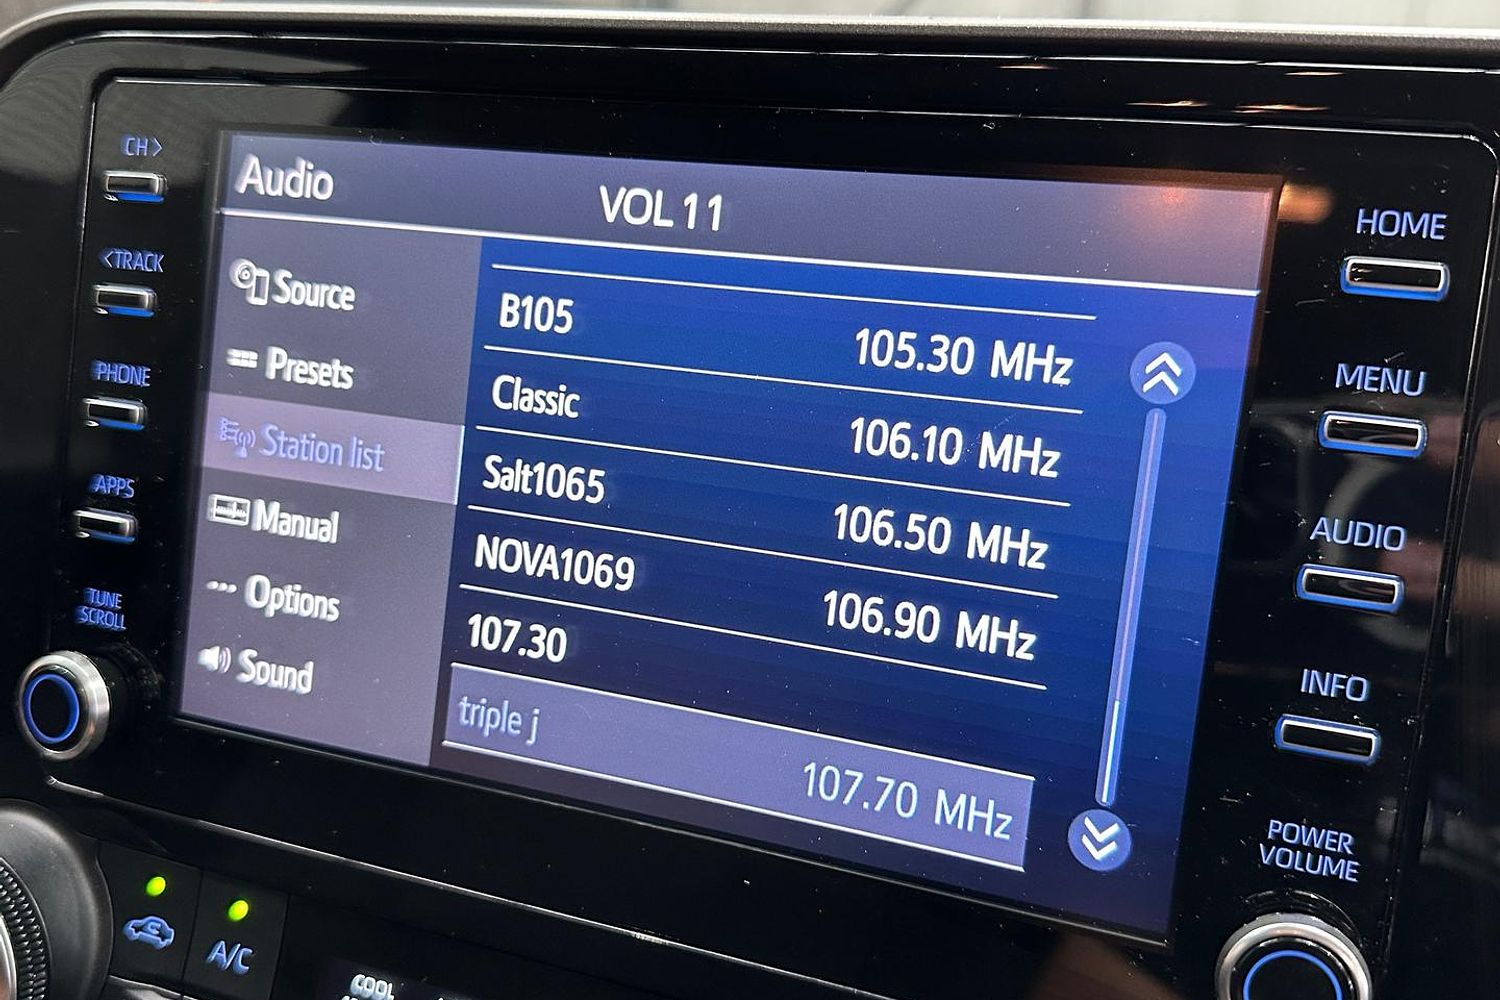 CH>
<TRACK
PHONE
APPS
TUNE
SCROLL
Audio
VOL 11
Source
Presets
Station list
Manual
Options
Sound
B105
105.30 MHz
Classic
106.10 MHz
Salt1065
106.50 MHz
NOVA1069
106.90 MHz
107.30
triple j
107.70 MHz
HOME
MENU
AUDIO
INFO
POWER
VOLUME
A/C
COOL